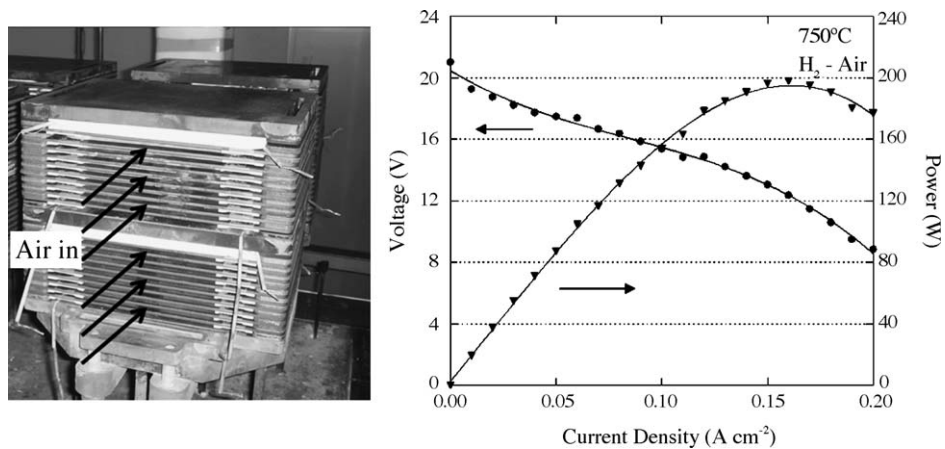 Air in
24
20
16
12
8
4
0
Voltage (V)
750ºC
H₂ - Air
240
200
160
120
80
40
0
Power (W)
0.00 0.05 0.10 0.15 0.20
Current Density (A cm⁻²)